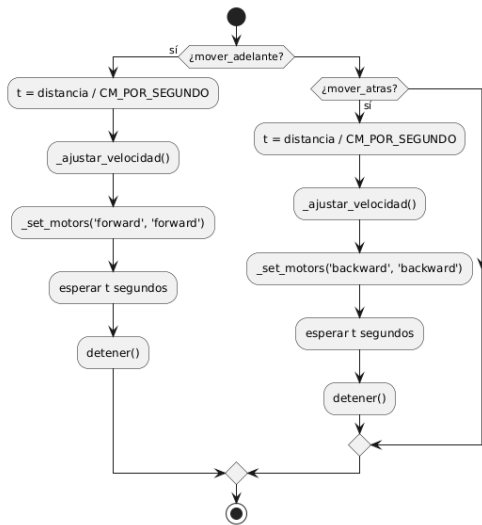 ¿mover_adelante?
sí
t = distancia / CM_POR_SEGUNDO
_ajustar_velocidad()
_set_motors('forward', 'forward')
esperar t segundos
detener()
¿mover_atras?
sí
t = distancia / CM_POR_SEGUNDO
_ajustar_velocidad()
_set_motors('backward', 'backward')
esperar t segundos
detener()